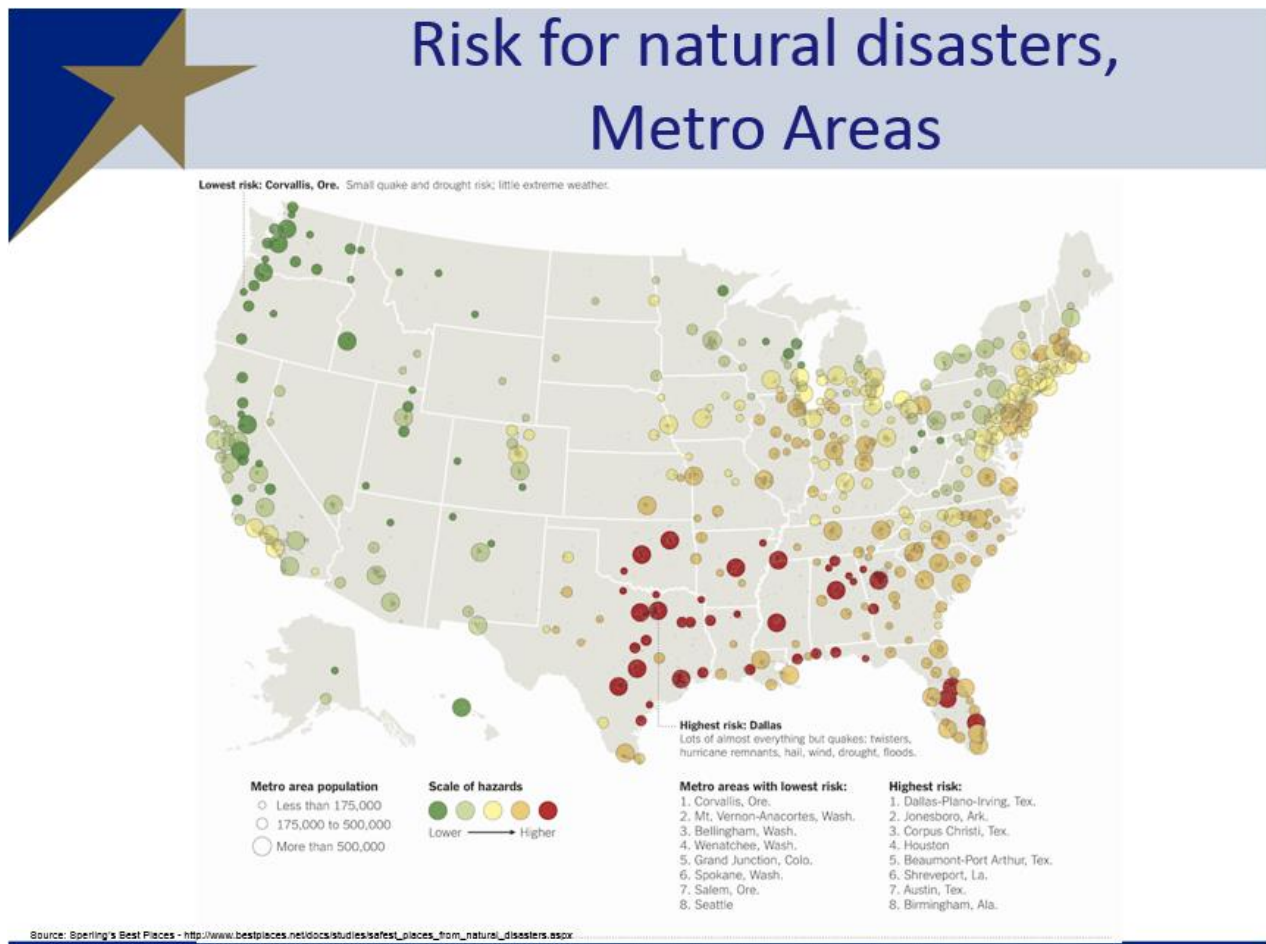 Risk for natural disasters,
Metro Areas
Lowest risk: Corvallis, Ore. Small quake and drought risk; little extreme weather.
Highest risk: Dallas
Lots of almost everything but quakes: twisters,
hurricane remnants, hail, wind, drought, floods.
Metro area population
Less than 175,000
175,000 to 500,000
More than 500,000
Scale of hazards
Lower Higher
Metro areas with lowest risk:
1. Corvallis, Ore.
2. Mt. Vernon-Anacortes, Wash.
3. Bellingham, Wash.
4. Wenatchee, Wash.
5. Grand Junction, Colo.
6. Spokane, Wash.
7. Salem, Ore.
8. Seattle
Highest risk:
1. Dallas-Plano-Irving, Tex.
2. Jonesboro, Ark.
3. Corpus Christi, Tex.
4. Houston
5. Beaumont-Port Arthur, Tex.
6. Shreveport, La.
7. Austin, Tex.
8. Birmingham, Ala.
Source: Sperling's Best Places - http://www.bestplaces.net/docs/studies/safest_places_from_natural_disasters.aspx